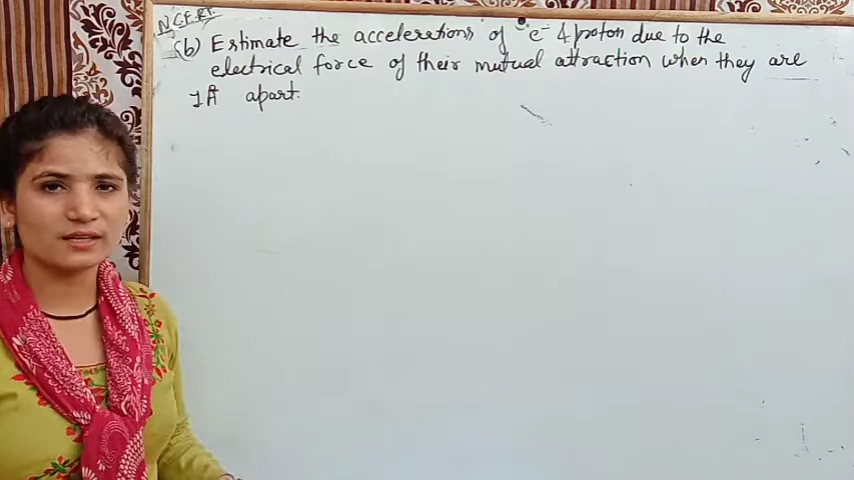 NCERT.
(b) Estimate the accelerations of e⁻ & proton due to the
electrical force of their mutual attraction when they are
1Å apart.